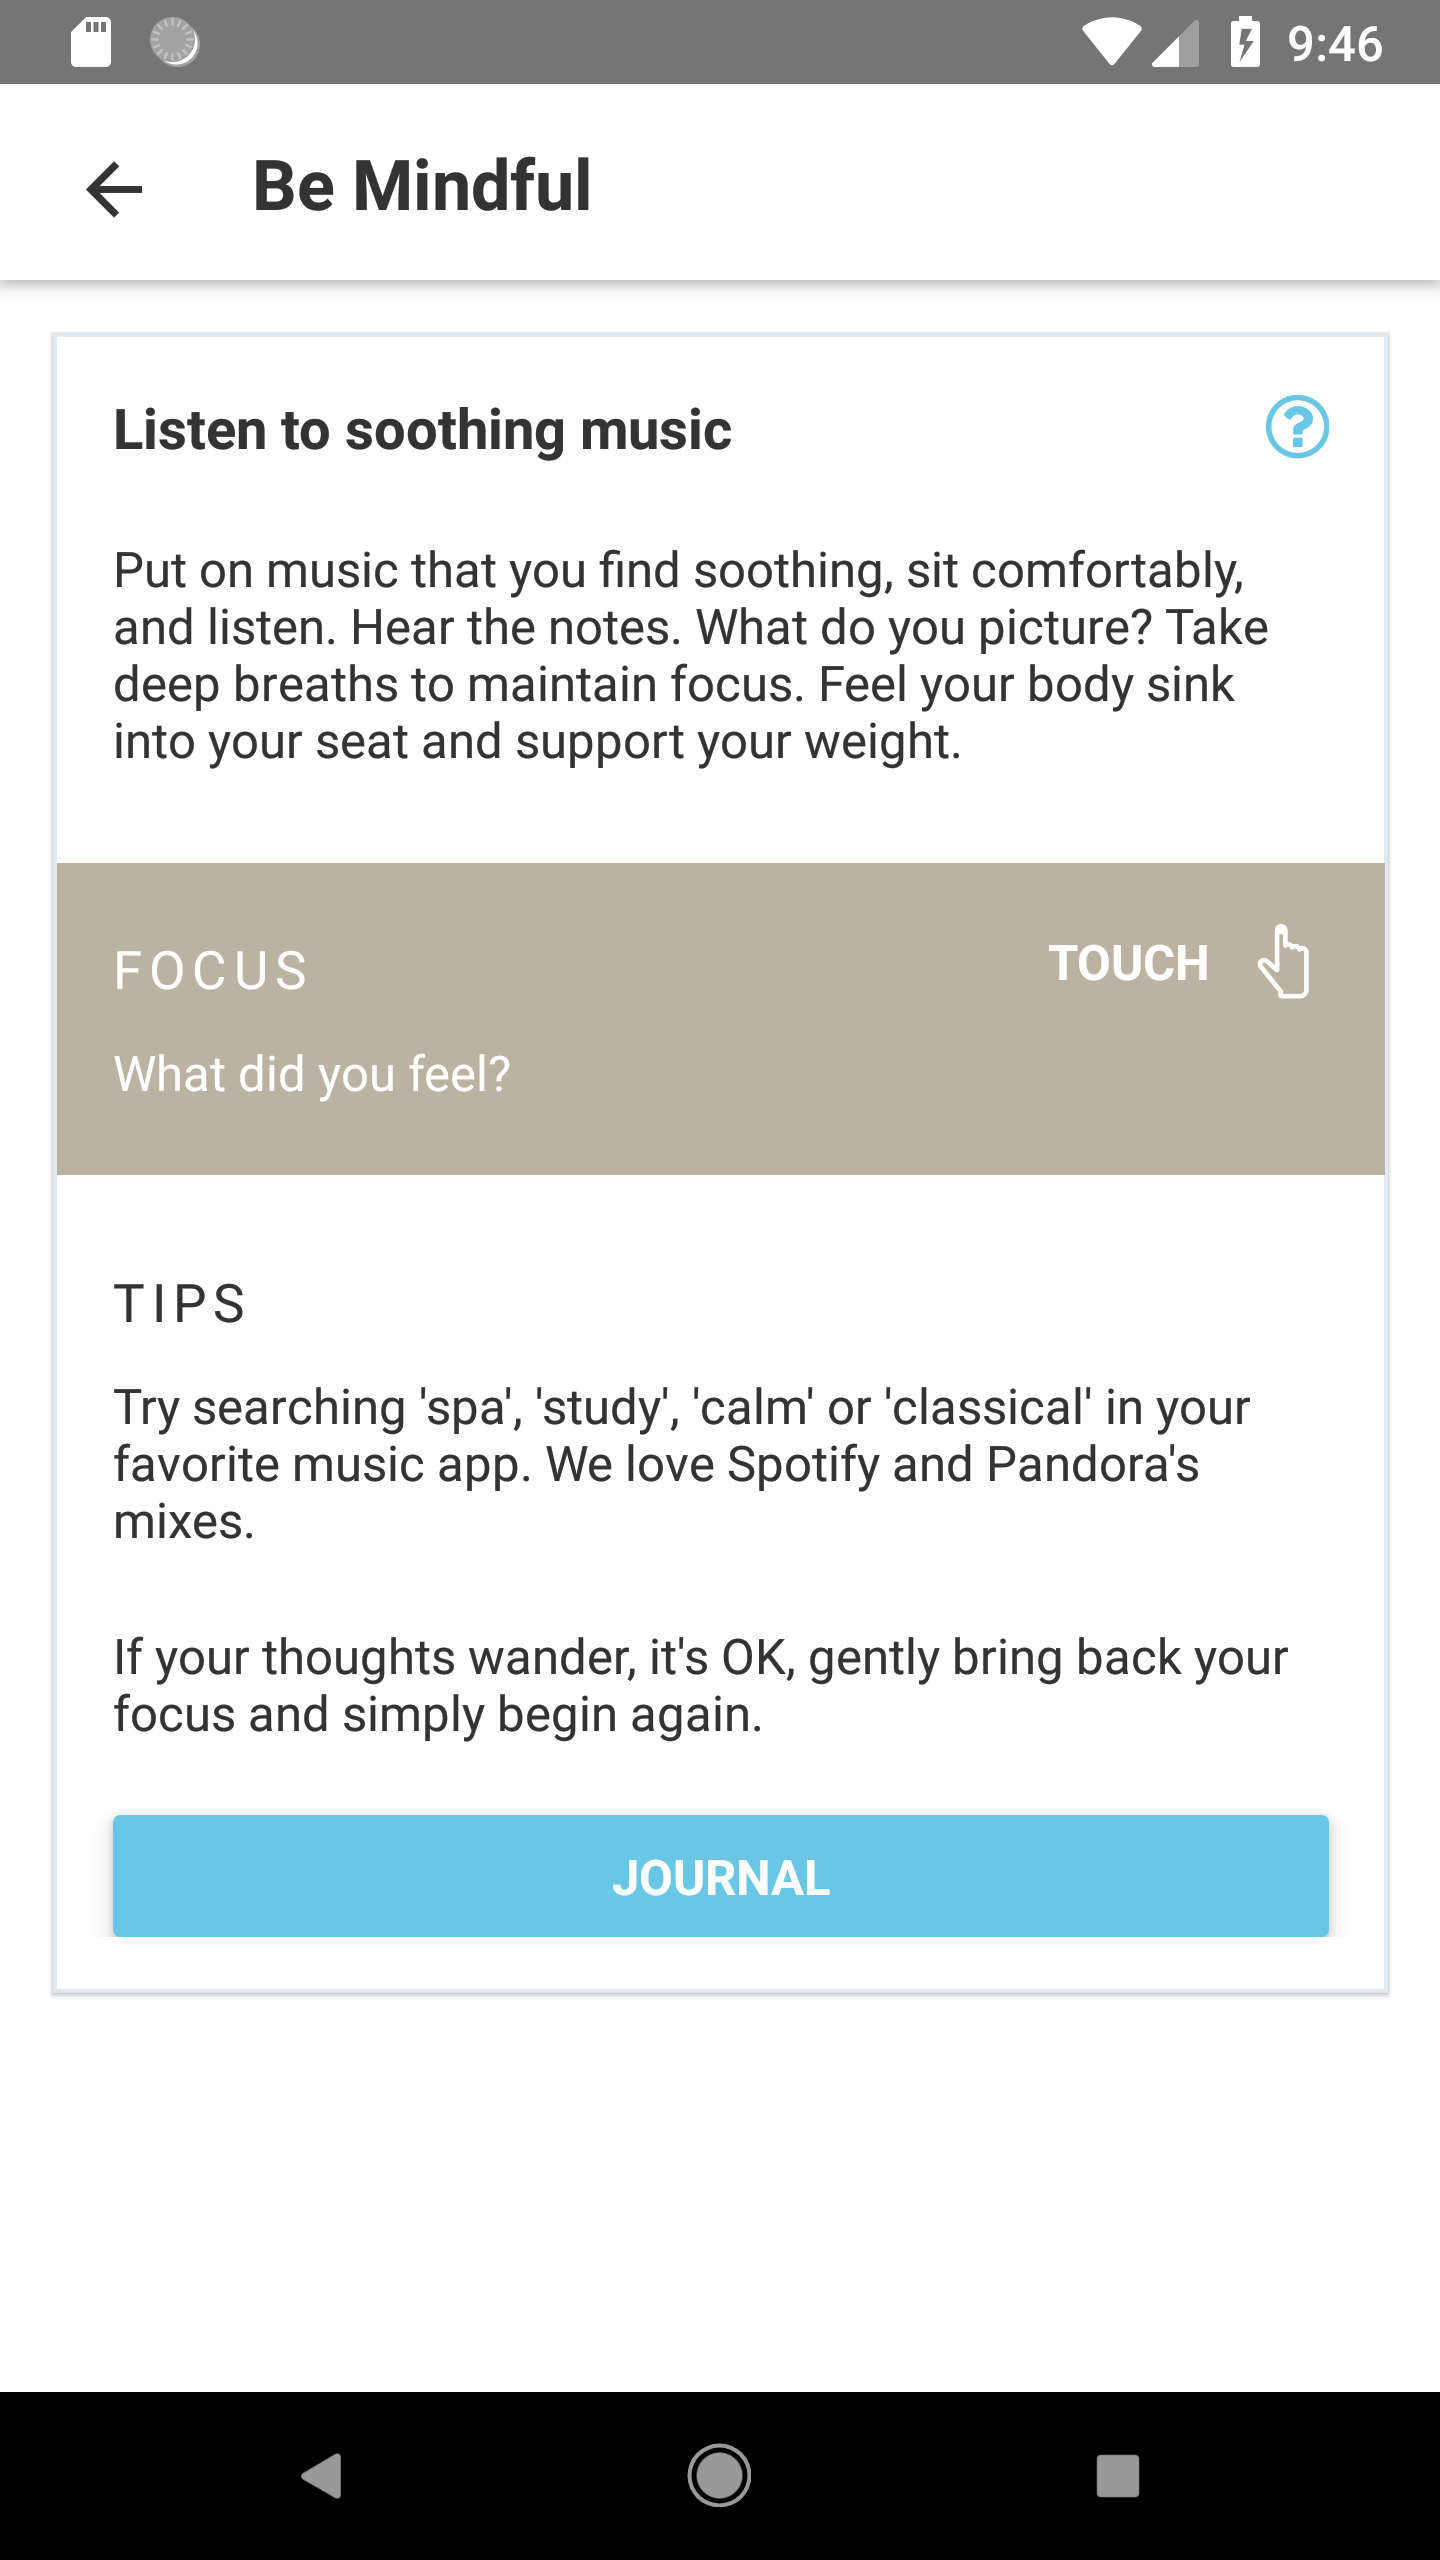 9:46
Be Mindful
Listen to soothing music
Put on music that you find soothing, sit comfortably,
and listen. Hear the notes. What do you picture? Take
deep breaths to maintain focus. Feel your body sink
into your seat and support your weight.
FOCUS
TOUCH
What did you feel?
TIPS
Try searching 'spa', 'study', 'calm' or 'classical' in your
favorite music app. We love Spotify and Pandora's
mixes.
If your thoughts wander, it's OK, gently bring back your
focus and simply begin again.
JOURNAL